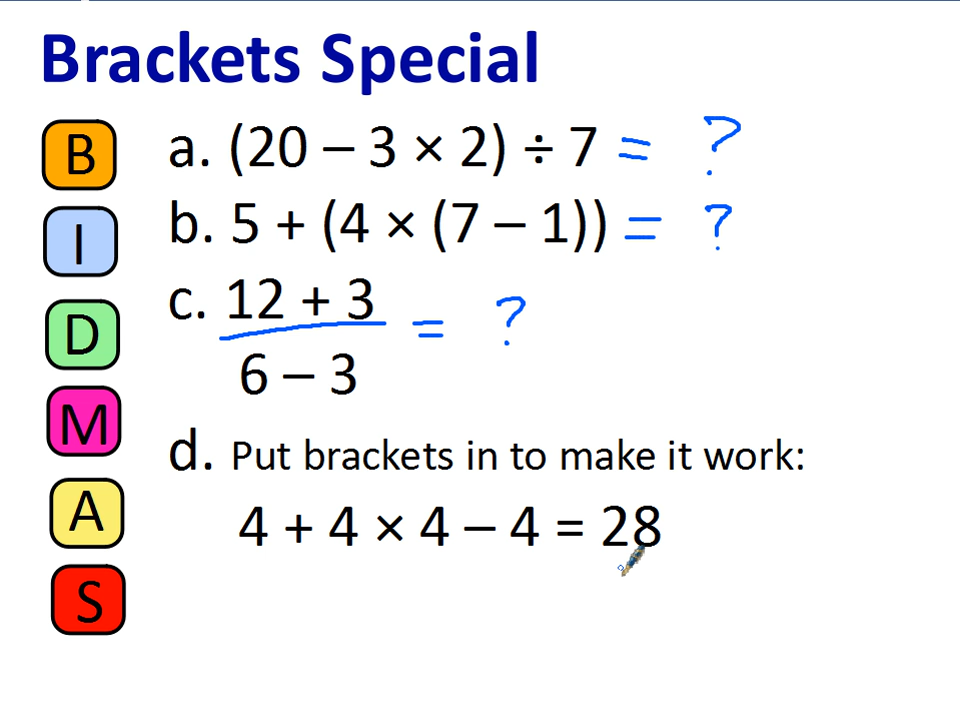 Brackets Special
B
I
D
M
A
S
a. (20 – 3 × 2) ÷ 7 = ?
b. 5 + (4 × (7 – 1)) = ?
c. 12 + 3
6 – 3
= ?
d. Put brackets in to make it work:
4 + 4 × 4 – 4 = 28